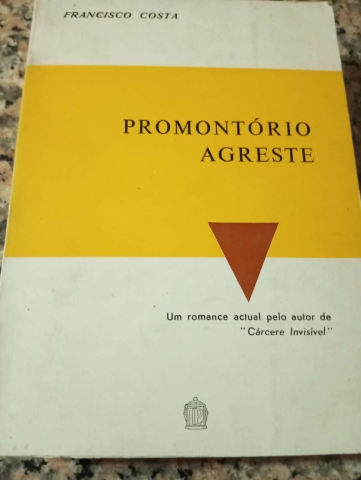 FRANCISCO COSTA
PROMONTÓRIO
AGRESTE
Um romance actual pelo autor de
"Cárcere Invisível"